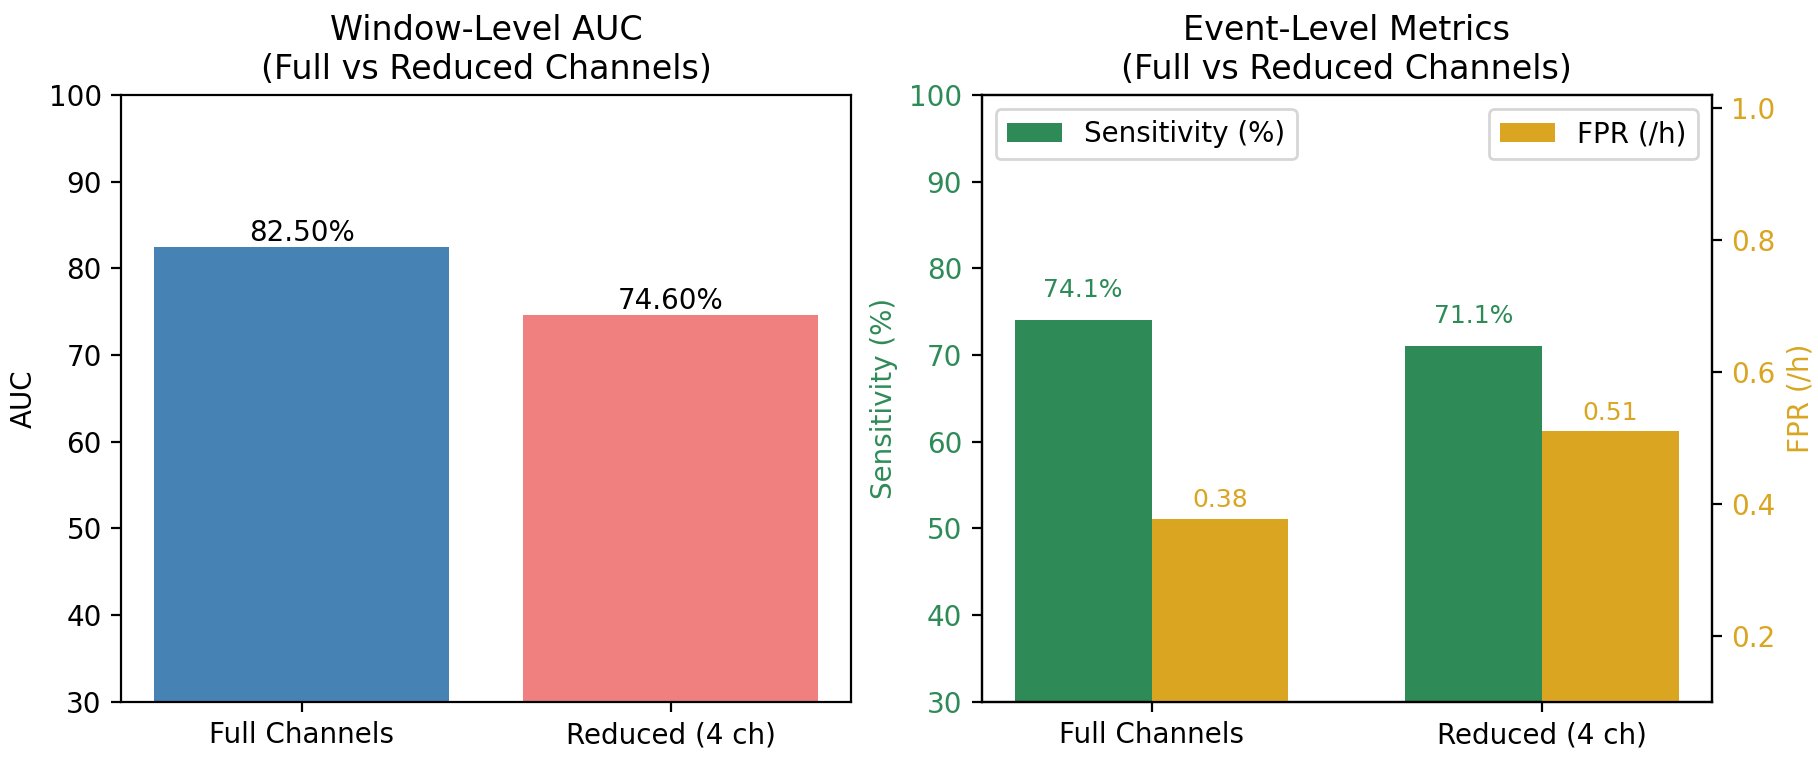 Window-Level AUC
(Full vs Reduced Channels)
100
90
80
70
60
50
40
30
AUC
82.50%
74.60%
Full Channels
Reduced (4 ch)
Event-Level Metrics
(Full vs Reduced Channels)
100
90
80
70
60
50
40
30
Sensitivity (%)
Sensitivity (%)
FPR (/h)
74.1%
0.38
71.1%
0.51
Full Channels
Reduced (4 ch)
1.0
0.8
0.6
0.4
0.2
FPR (/h)